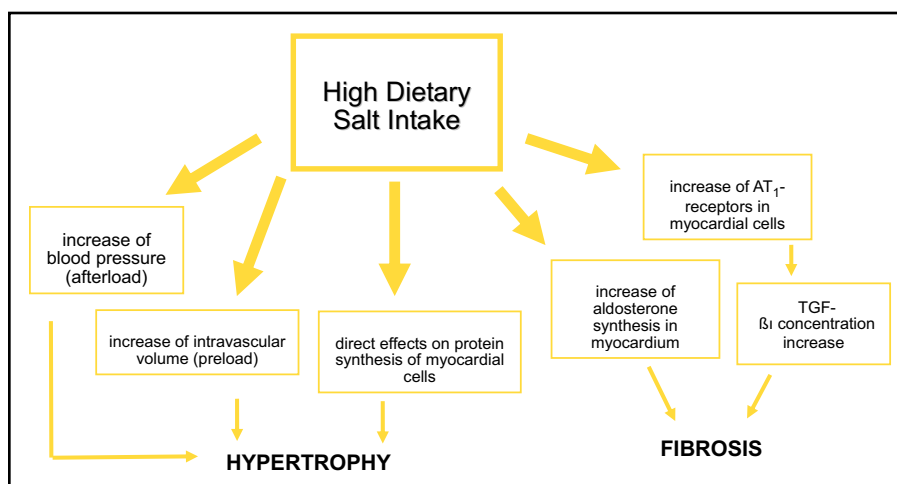 High Dietary
Salt Intake
increase of
blood pressure
(afterload)
increase of intravascular
volume (preload)
direct effects on protein
synthesis of myocardial
cells
increase of
aldosterone
synthesis in
myocardium
increase of AT₁-
receptors in
myocardial cells
TGF-
ßı concentration
increase
HYPERTROPHY
FIBROSIS